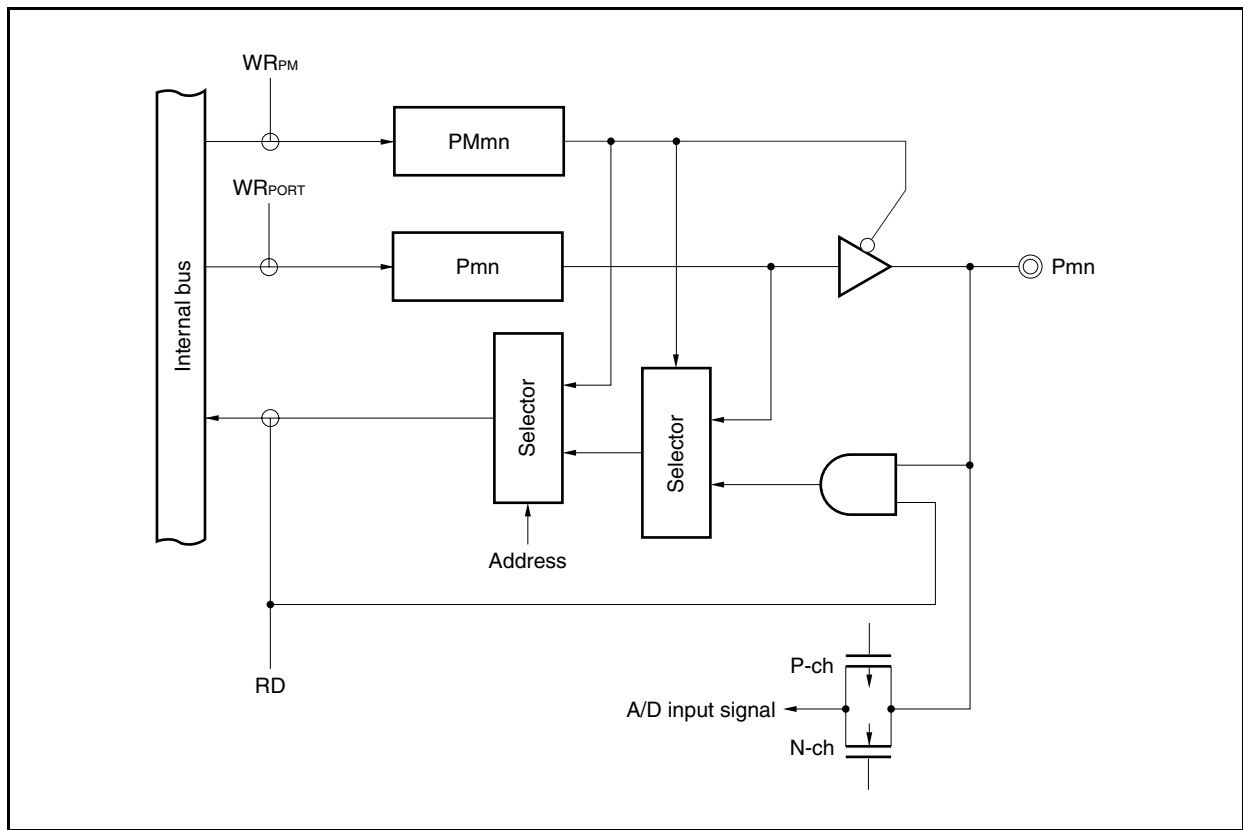 WRPM
PMmn
WRPORT
Pmn
Pmn
Internal bus
Selector
Selector
Address
RD
P-ch
A/D input signal
N-ch